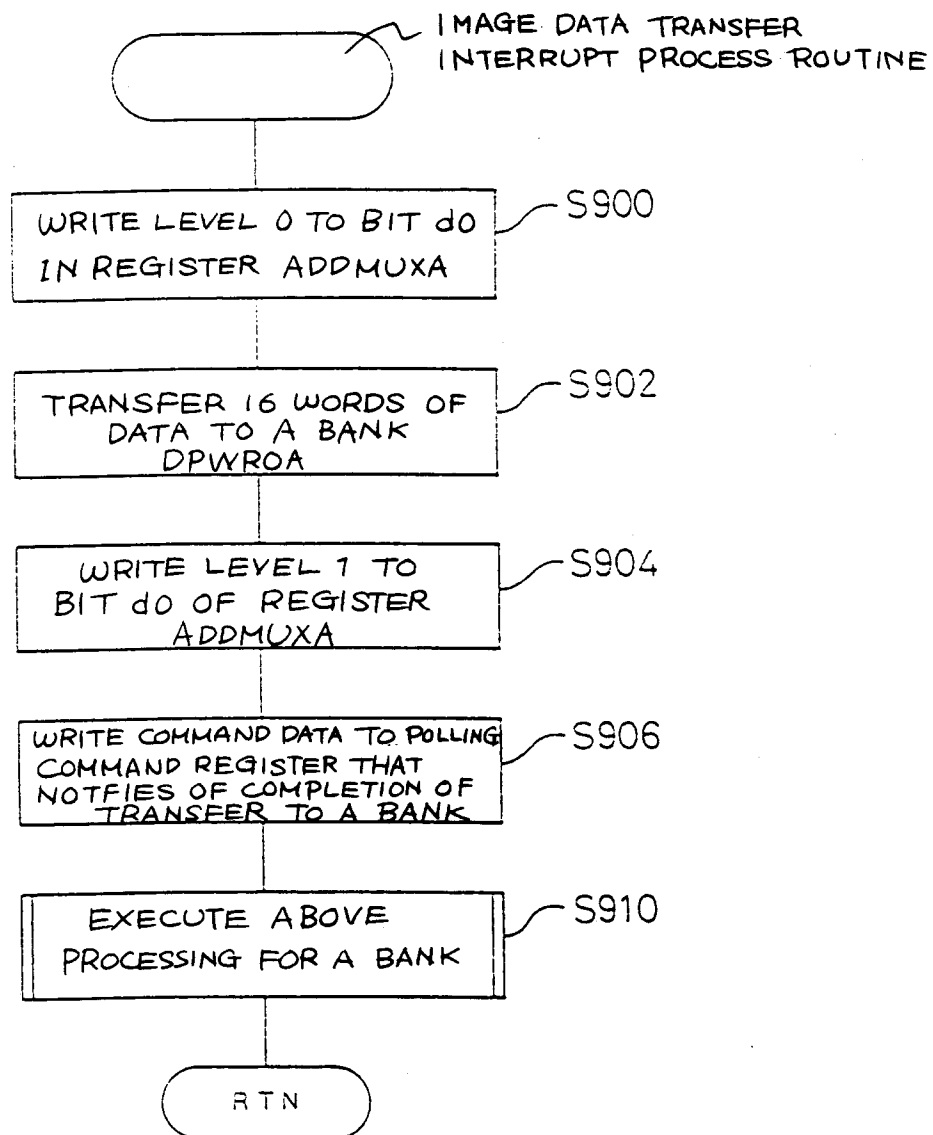 IMAGE DATA TRANSFER
INTERRUPT PROCESS ROUTINE
WRITE LEVEL 0 TO BIT d0
IN REGISTER ADDMUXA
S900
TRANSFER 16 WORDS OF
DATA TO A BANK
DPWROA
S902
WRITE LEVEL 1 TO
BIT d0 OF REGISTER
ADDMUXA
S904
WRITE COMMAND DATA TO POLLING
COMMAND REGISTER THAT
NOTFIES OF COMPLETION OF
TRANSFER TO A BANK
S906
EXECUTE ABOVE
PROCESSING FOR A BANK
S910
RTN